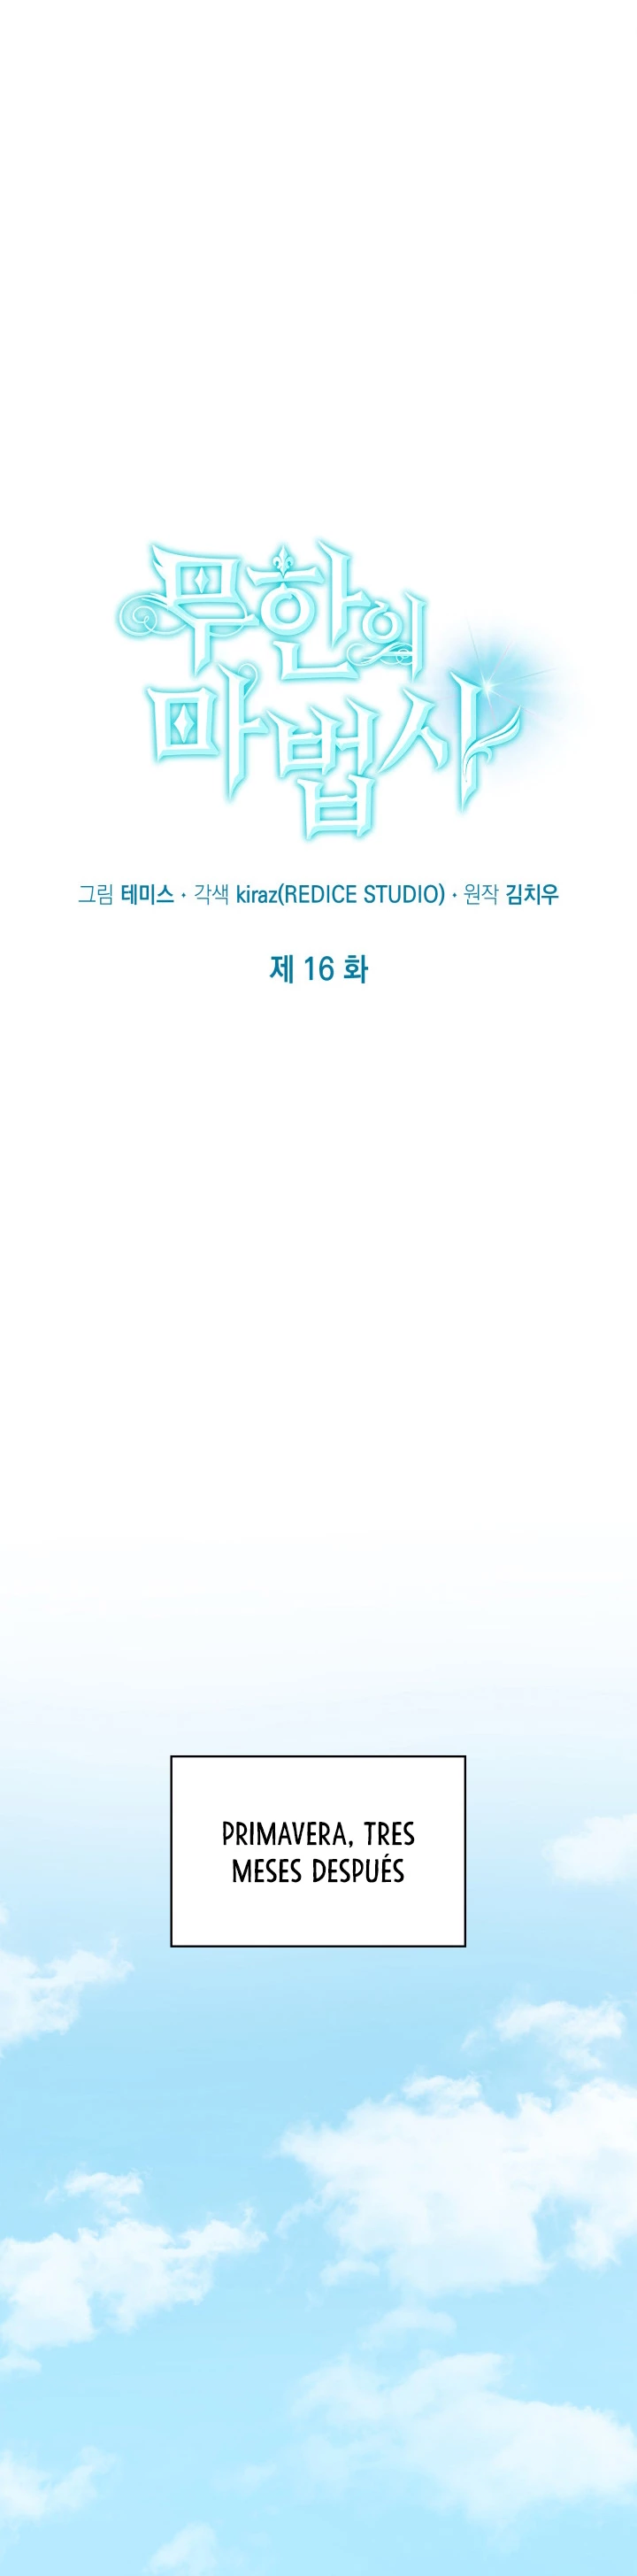 무한의
마법사
그림 테미스 • 각색 kiraz(REDICE STUDIO) • 원작 김치우
제 16 화
PRIMAVERA, TRES
MESES DESPUÉS